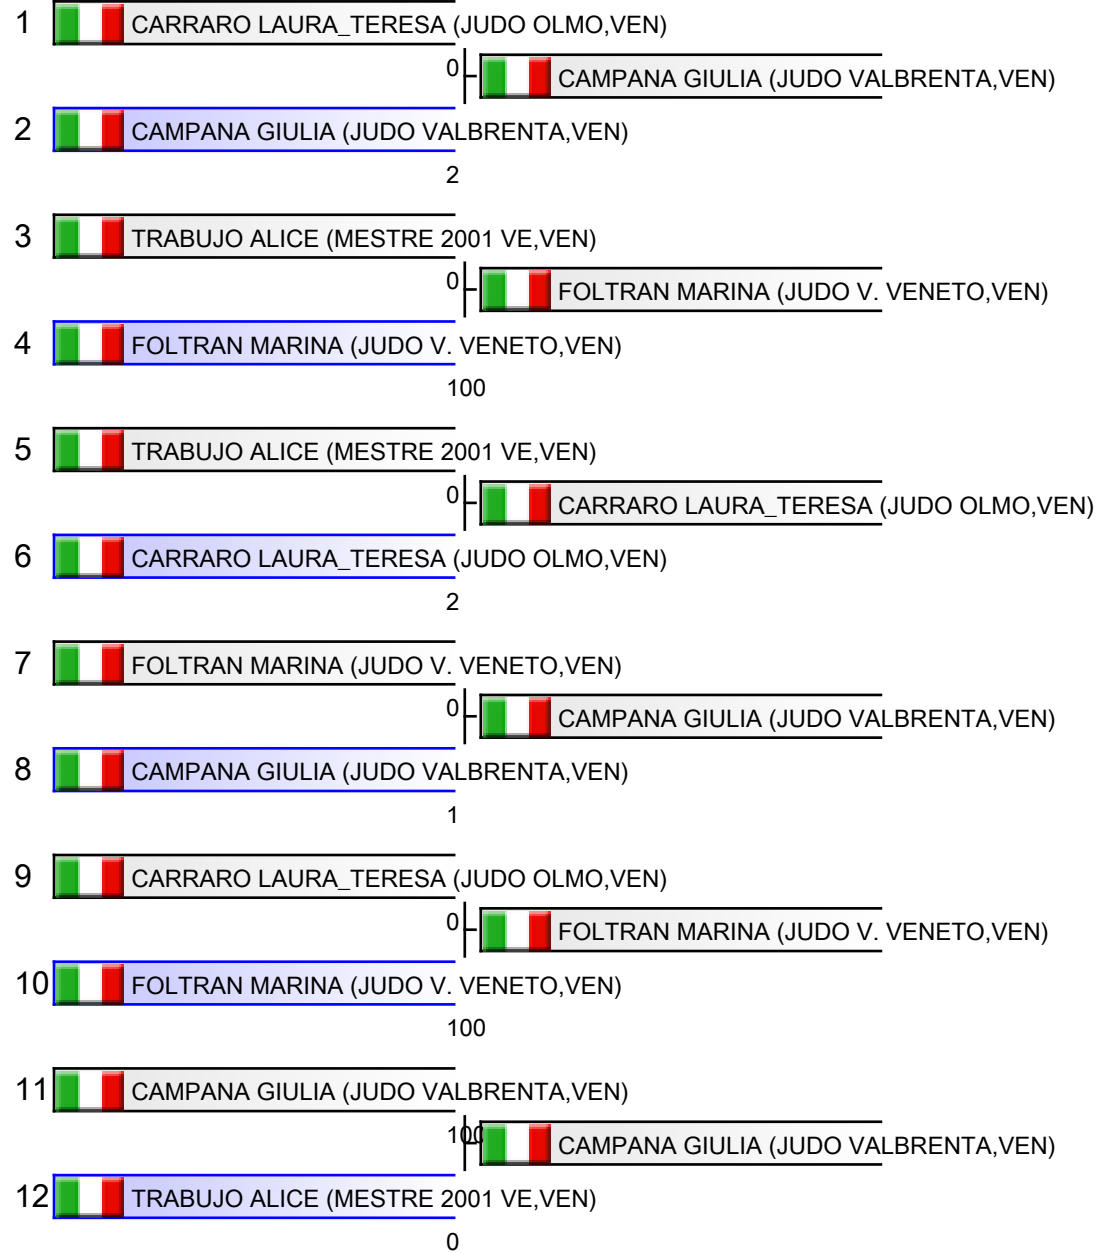 1 CARRARO LAURA_TERESA (JUDO OLMO,VEN)
0 CAMPANA GIULIA (JUDO VALBRENTA,VEN)
2 CAMPANA GIULIA (JUDO VALBRENTA,VEN)
2
3 TRABUJO ALICE (MESTRE 2001 VE,VEN)
0 FOLTRAN MARINA (JUDO V. VENETO,VEN)
4 FOLTRAN MARINA (JUDO V. VENETO,VEN)
100
5 TRABUJO ALICE (MESTRE 2001 VE,VEN)
0 CARRARO LAURA_TERESA (JUDO OLMO,VEN)
6 CARRARO LAURA_TERESA (JUDO OLMO,VEN)
2
7 FOLTRAN MARINA (JUDO V. VENETO,VEN)
0 CAMPANA GIULIA (JUDO VALBRENTA,VEN)
8 CAMPANA GIULIA (JUDO VALBRENTA,VEN)
1
9 CARRARO LAURA_TERESA (JUDO OLMO,VEN)
0 FOLTRAN MARINA (JUDO V. VENETO,VEN)
10 FOLTRAN MARINA (JUDO V. VENETO,VEN)
100
11 CAMPANA GIULIA (JUDO VALBRENTA,VEN)
100 CAMPANA GIULIA (JUDO VALBRENTA,VEN)
12 TRABUJO ALICE (MESTRE 2001 VE,VEN)
0